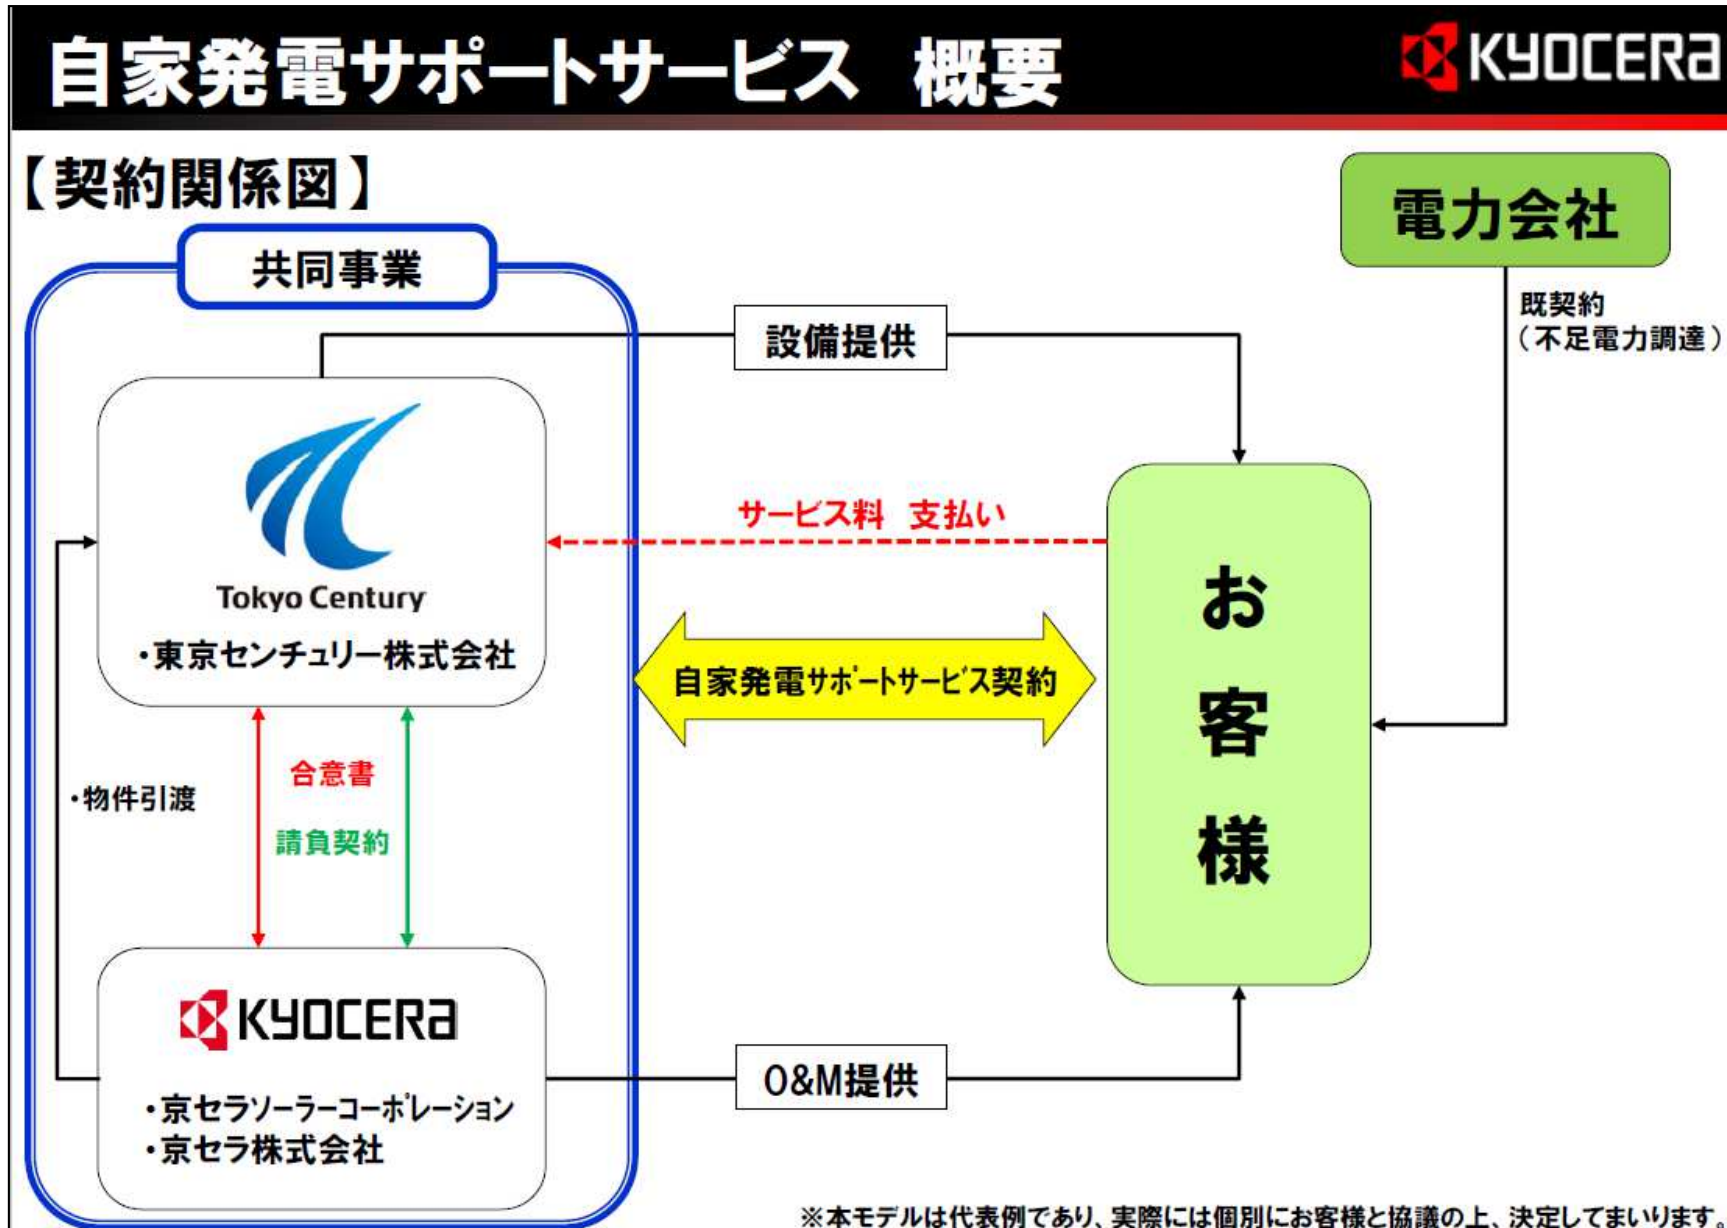 自家発電サポートサービス 概要
KYOCERA
【契約関係図】
電力会社
共同事業
既契約
（不足電力調達）
設備提供
サービス料 支払い
Tokyo Century
・東京センチュリー株式会社
お客様
自家発電ｻﾎﾟｰﾄサｰﾋﾞｽ契約
合意書
・物件引渡
請負契約
KYOCERA
O&M提供
・京セラソーラーコーポレーション
・京セラ株式会社
※本モデルは代表例であり、実際には個別にお客様と協議の上、決定してまいります。